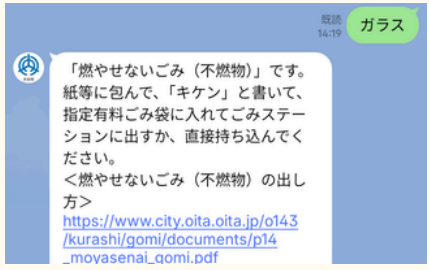 既読
14:19
ガラス
「燃やせないごみ（不燃物）」です。
紙等に包んで、「キケン」と書いて、
指定有料ごみ袋に入れてごみステー
ションに出すか、直接持ち込んでく
ださい。
＜燃やせないごみ（不燃物）の出し
方＞
https://www.city.oita.oita.jp/o143
/kurashi/gomi/documents/p14
_moyasenai_gomi.pdf